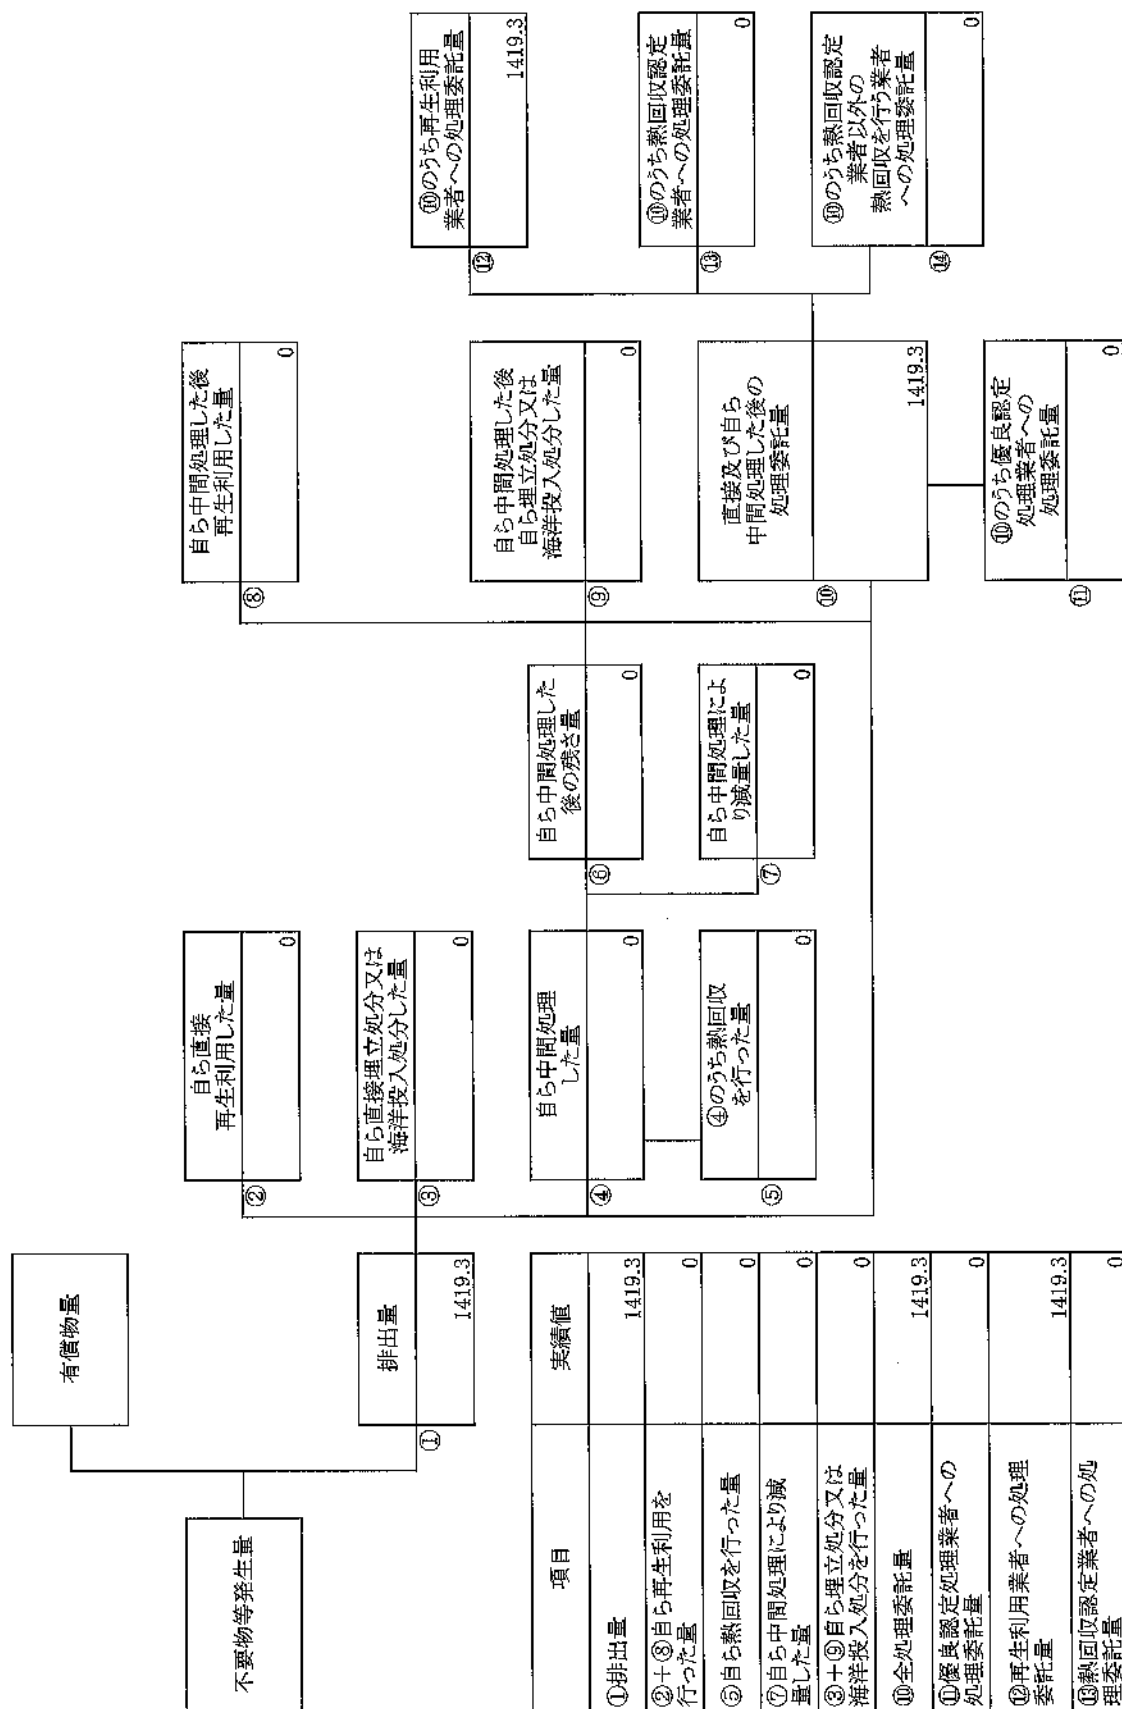 不要物等発生量
有償物量
①
排出量
1419.3
②
自ら直接
再生利用した量
0
③
自ら直接埋立処分又は
海洋投入処分した量
0
④
自ら中間処理
した量
0
⑤
④のうち熱回収
を行った量
0
⑥
自ら中間処理した
後の残さ量
0
⑦
自ら中間処理によ
り減量した量
0
⑧
自ら中間処理した後
再生利用した量
0
⑨
自ら中間処理した後
自ら埋立処分又は
海洋投入処分した量
0
⑩
直接及び自ら
中間処理した後の
処理委託量
1419.3
⑪
⑩のうち優良認定
処理業者への
処理委託量
0
⑫
⑩のうち再生利用
業者への処理委託量
1419.3
⑬
⑩のうち熱回収認定
業者への処理委託量
0
⑭
⑩のうち熱回収認定
業者以外の
熱回収を行う業者
への処理委託量
0
項目 実績値
①排出量 1419.3
②+⑧自ら再生利用を
行った量 0
⑤自ら熱回収を行った量 0
⑦自ら中間処理により減
量した量 0
③+⑨自ら埋立処分又は
海洋投入処分を行った量 0
⑩全処理委託量 1419.3
⑪優良認定処理業者への
処理委託量 0
⑫再生利用業者への処理
委託量 1419.3
⑬熱回収認定業者への処
理委託量 0